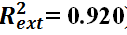 R²ₑₓₜ = 0.920)